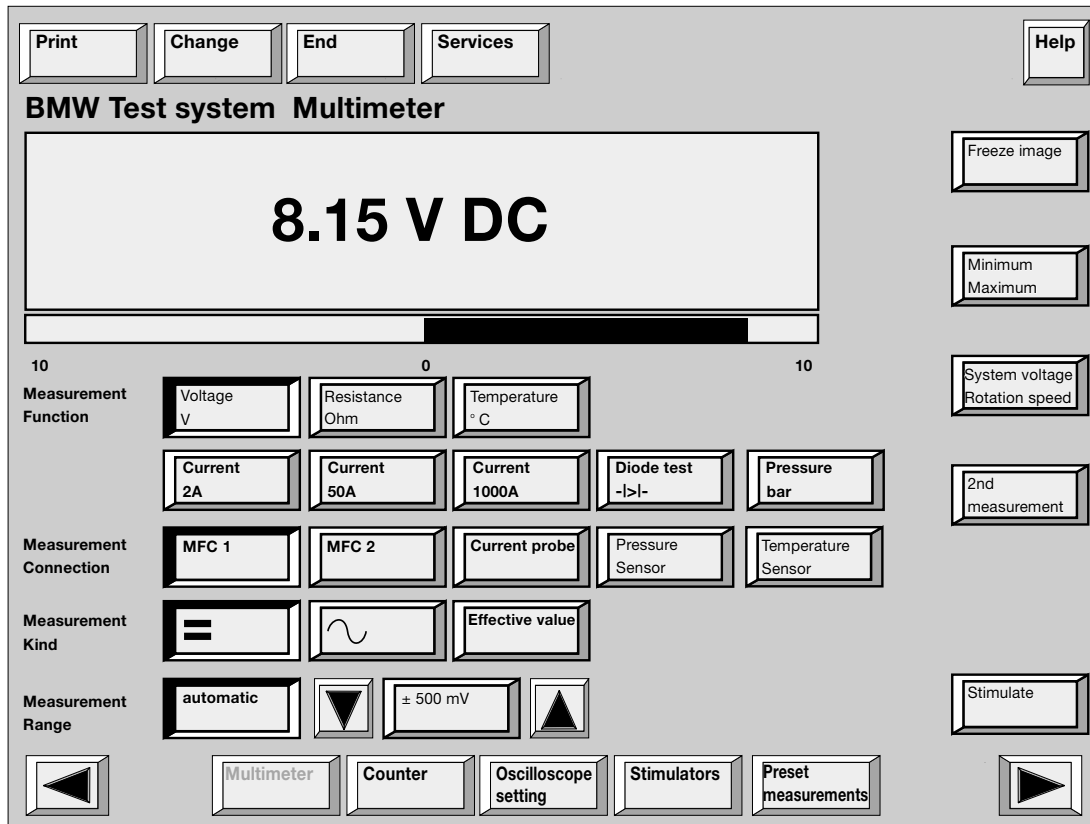 Print Change End Services Help
BMW Test system Multimeter
8.15 V DC
10 0 10
Freeze image
Minimum
Maximum
System voltage
Rotation speed
2nd
measurement
Stimulate
Measurement
Function
Voltage
V
Resistance
Ohm
Temperature
° C
Current
2A
Current
50A
Current
1000A
Diode test
-|>|-
Pressure
bar
Measurement
Connection
MFC 1
MFC 2
Current probe
Pressure
Sensor
Temperature
Sensor
Measurement
Kind
Effective value
Measurement
Range
automatic
± 500 mV
Multimeter
Counter
Oscilloscope
setting
Stimulators
Preset
measurements